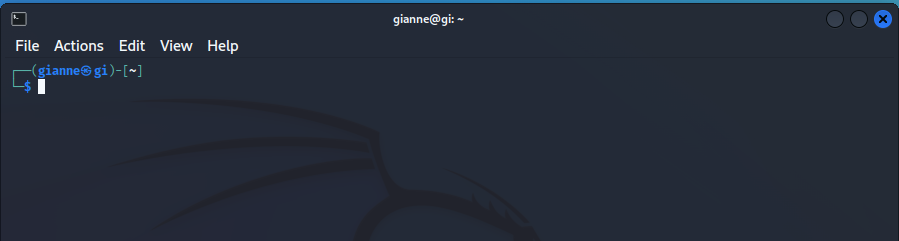 gianne@gi: ~
File Actions Edit View Help
┌──(gianne㉿gi)-[~]
└─$